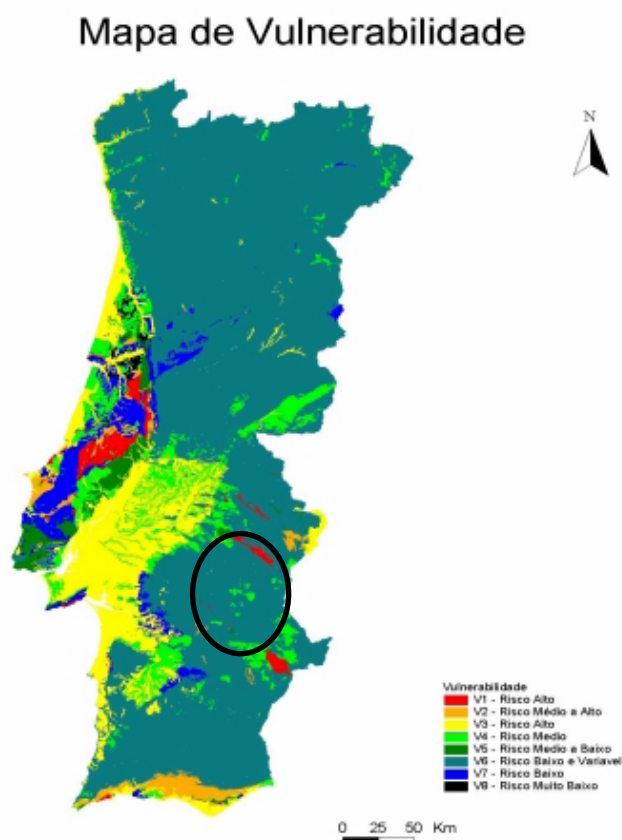 Mapa de Vulnerabilidade
N
Vulnerabilidade
V1 - Risco Alto
V2 - Risco Médio a Alto
V3 - Risco Alto
V4 - Risco Medio
V5 - Risco Medio a Baixo
V6 - Risco Baixo e Variavel
V7 - Risco Baixo
V8 - Risco Muito Baixo
0 25 50 Km